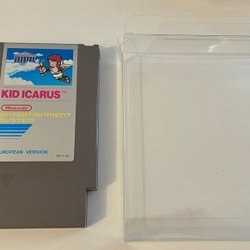 KID ICARUS
Nintendo
ENTERTAINMENT
SYSTEM
EUROPEAN VERSION